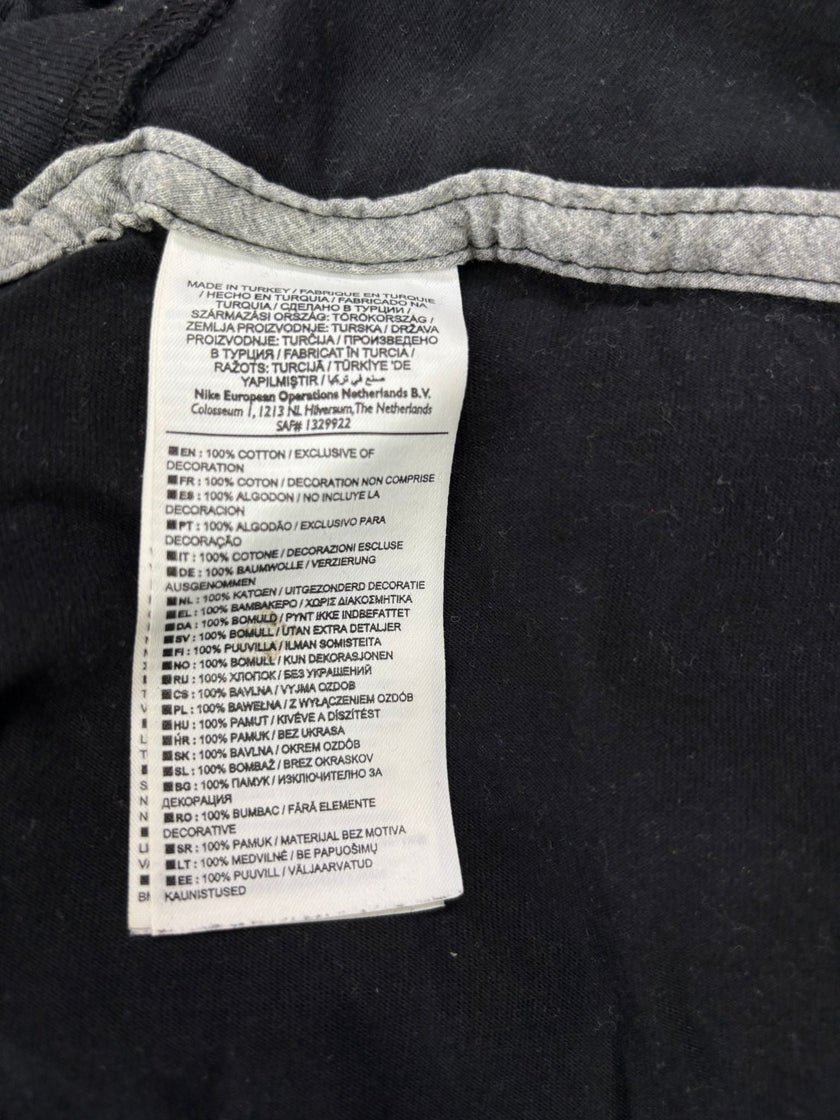 MADE IN TURKEY / FABRIQUE EN TURQUIE
/ HECHO EN TURQUIA / FABRICADO NA
TURQUIA / СДЕЛАНО В ТУРЦИИ /
SZÁRMAZÁSI ORSZÁG: TÖRÖKORSZÁG /
ZEMLJA PROIZVODNJE: TURSKA / DRŽAVA
PROIZVODNJE: TURČIJA / ПРОИЗВЕДЕНО
В ТУРЦИЯ / FABRICAT ÎN TURCIA /
RAŽOTS: TURCIJĀ / TÜRKİYE 'DE
YAPILMIŞTIR / صنع في تركيا
Nike European Operations Netherlands B.V.
Colosseum 1, 1213 NL Hilversum, The Netherlands
SAF# 1329922
EN : 100% COTTON / EXCLUSIVE OF
DECORATION
FR : 100% COTON / DECORATION NON COMPRISE
ES : 100% ALGODON / NO INCLUYE LA
DECORACION
PT : 100% ALGODÃO / EXCLUSIVO PARA
DECORAÇÃO
IT : 100% COTONE / DECORAZIONI ESCLUSE
DE : 100% BAUMWOLLE / VERZIERUNG
AUSGENOMMEN
NL : 100% KATOEN / UITGEZONDERD DECORATIE
EL : 100% ΒΑΜΒΑΚΕΡΟ / ΧΩΡΙΣ ΔΙΑΚΟΣΜΗΤΙΚΑ
DA : 100% BOMULD / PYNT IKKE INDBEFATTET
SV : 100% BOMULL / UTAN EXTRA DETALJER
FI : 100% PUUVILLA / ILMAN SOMISTEITA
NO : 100% BOMULL / KUN DEKORASJONEN
RU : 100% ХЛОПОК / БЕЗ УКРАШЕНИЙ
CS : 100% BAVLNA / VYJMA OZDOB
PL : 100% BAWEŁNA / Z WYŁĄCZENIEM OZDÓB
HU : 100% PAMUT / KIVÉVE A DÍSZÍTÉST
HR : 100% PAMUK / BEZ UKRASA
SK : 100% BAVLNA / OKREM OZDÔB
SL : 100% BOMBAŽ / BREZ OKRASKOV
BG : 100% ПАМУК / ИЗКЛЮЧИТЕЛНО ЗА
ДЕКОРАЦИЯ
RO : 100% BUMBAC / FĂRĂ ELEMENTE
DECORATIVE
SR : 100% PAMUK / MATERIJAL BEZ MOTIVA
LT : 100% MEDVILNĖ / BE PAPUOŠIMŲ
EE : 100% PUUVILL / VÄLJAARVATUD
KAUNISTUSED